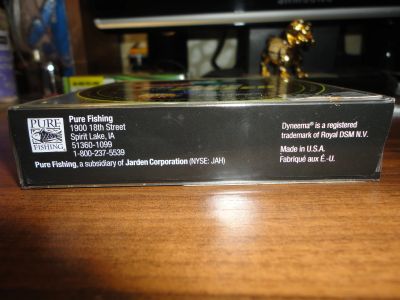 PURE
FISHING
Pure Fishing
1900 18th Street
Spirit Lake, IA
51360-1099
1-800-237-5539
Pure Fishing, a subsidiary of Jarden Corporation (NYSE: JAH)
Dyneema® is a registered
trademark of Royal DSM N.V.
Made in U.S.A.
Fabriqué aux É.-U.